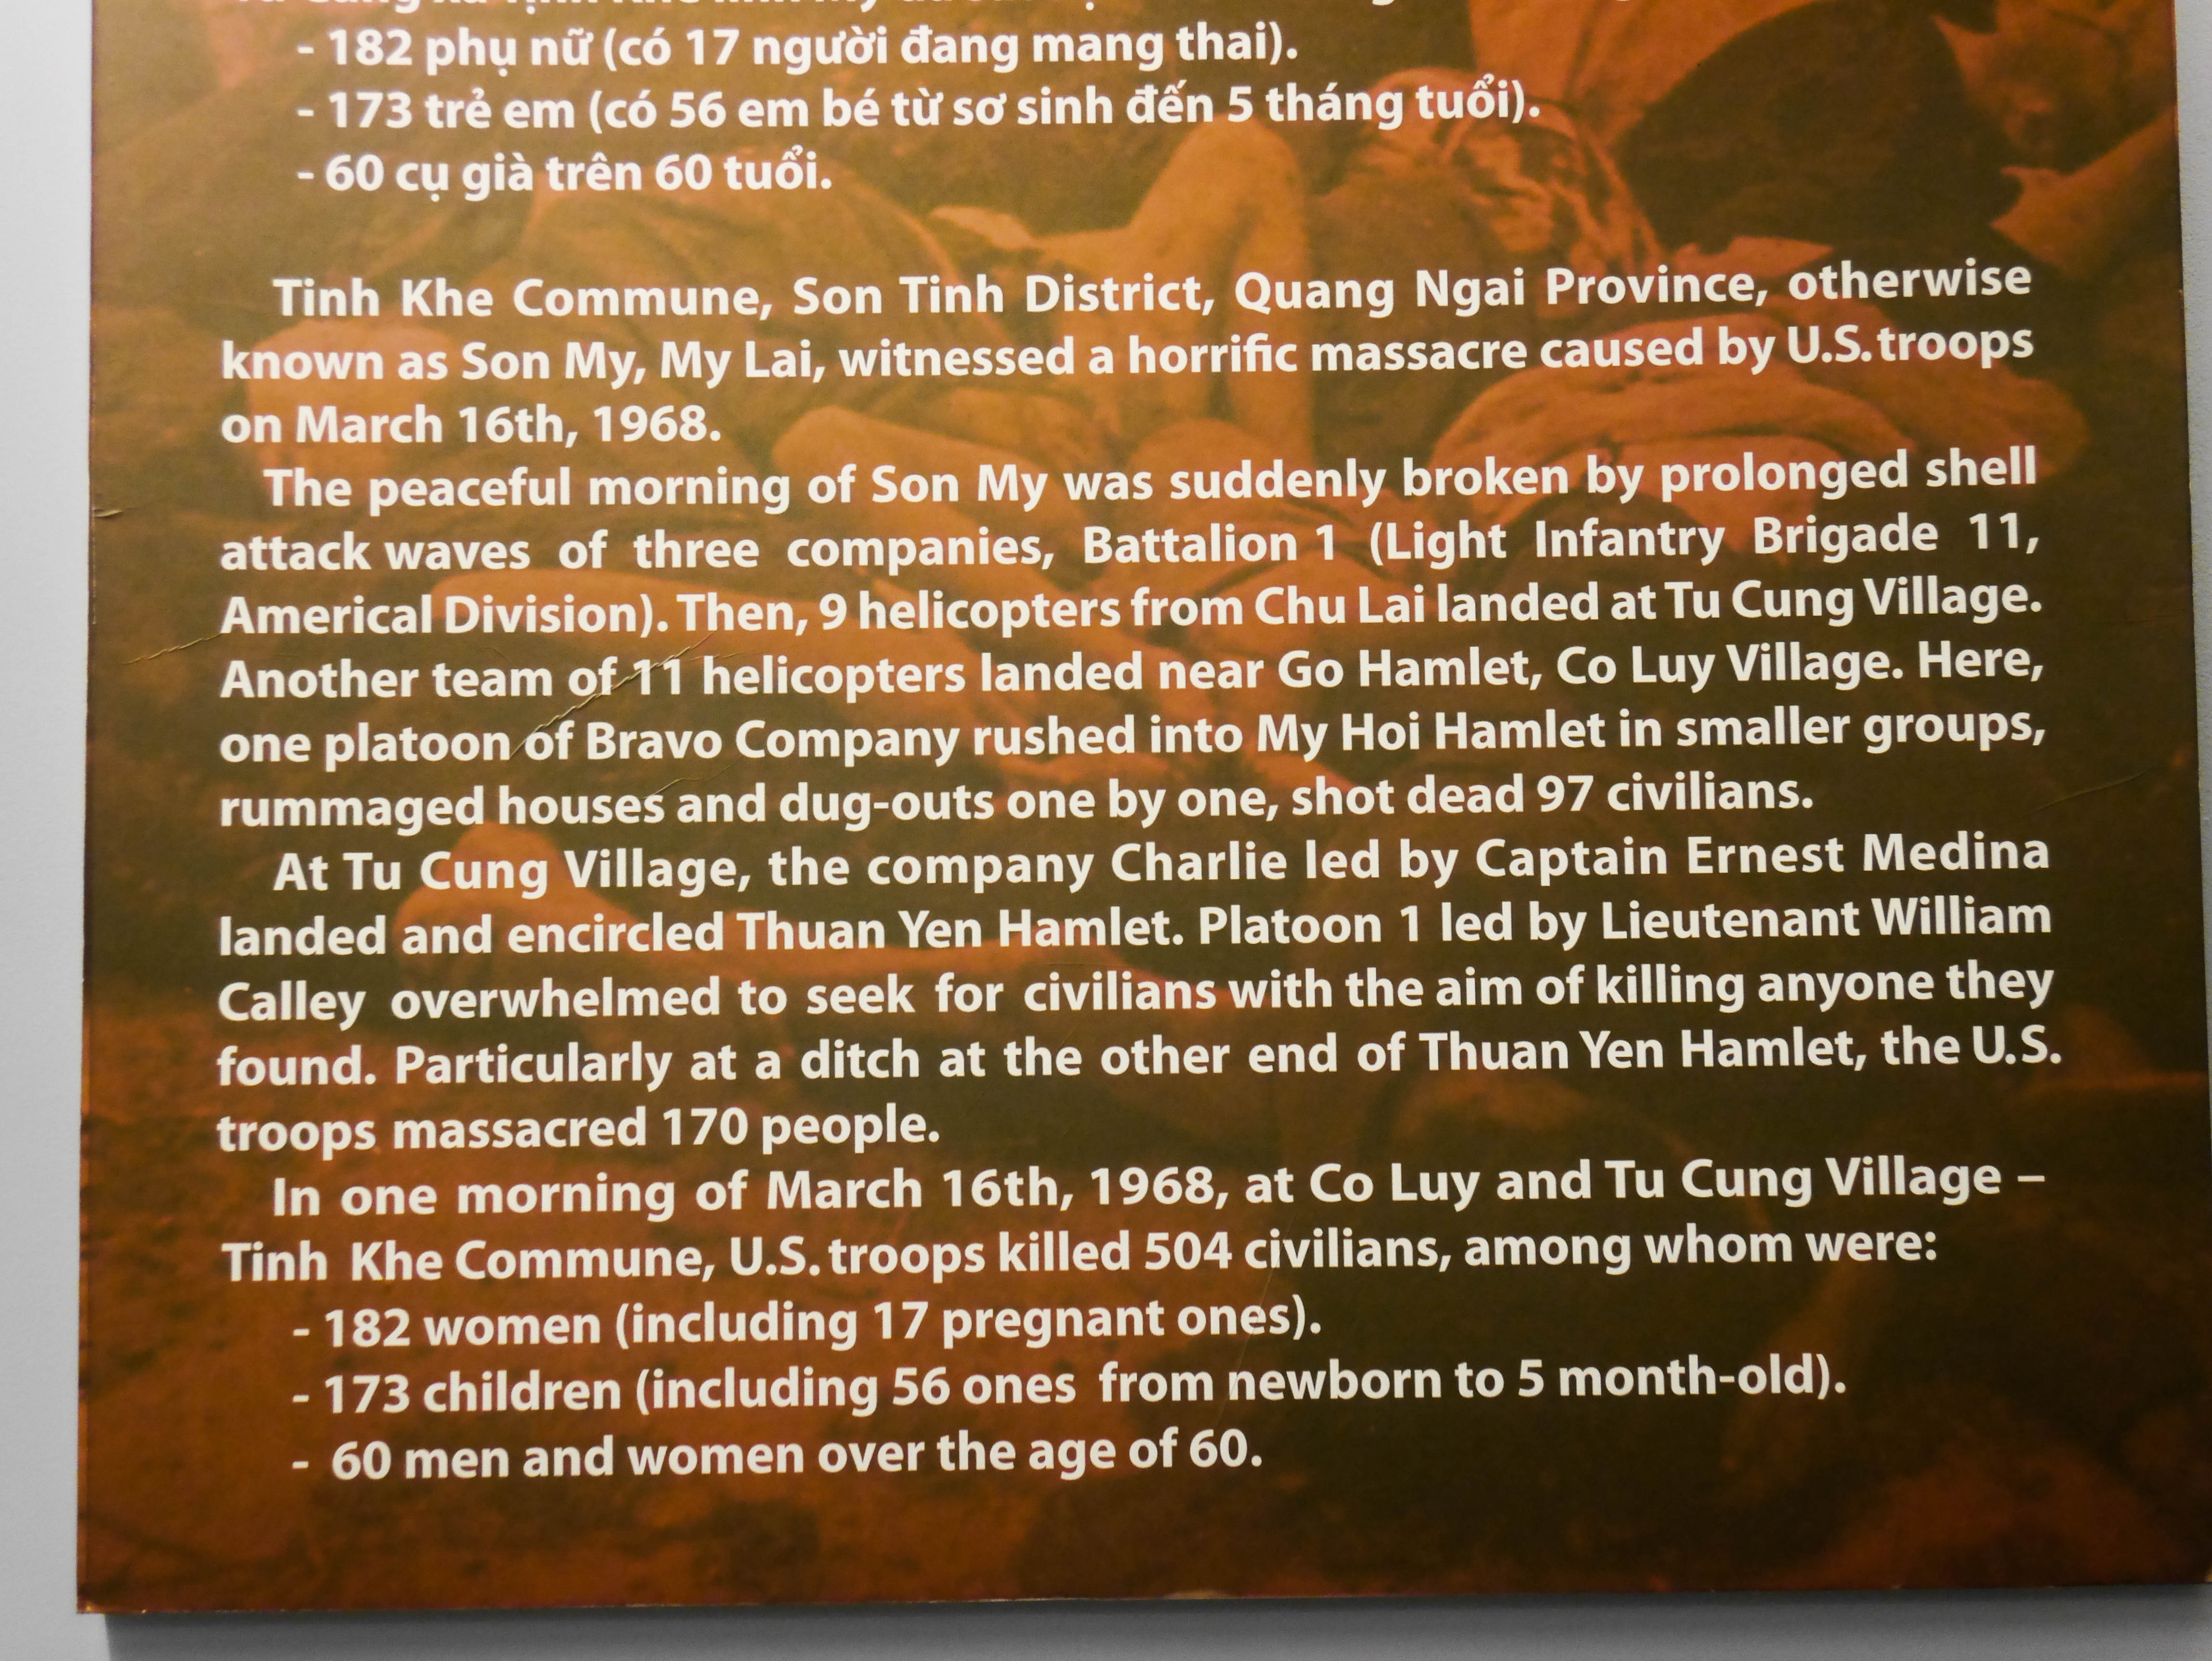 - 182 phụ nữ (có 17 người đang mang thai).
- 173 trẻ em (có 56 em bé từ sơ sinh đến 5 tháng tuổi).
- 60 cụ già trên 60 tuổi.
Tinh Khe Commune, Son Tinh District, Quang Ngai Province, otherwise
known as Son My, My Lai, witnessed a horrific massacre caused by U.S. troops
on March 16th, 1968.
The peaceful morning of Son My was suddenly broken by prolonged shell
attack waves of three companies, Battalion 1 (Light Infantry Brigade 11,
Americal Division). Then, 9 helicopters from Chu Lai landed at Tu Cung Village.
Another team of 11 helicopters landed near Go Hamlet, Co Luy Village. Here,
one platoon of Bravo Company rushed into My Hoi Hamlet in smaller groups,
rummaged houses and dug-outs one by one, shot dead 97 civilians.
At Tu Cung Village, the company Charlie led by Captain Ernest Medina
landed and encircled Thuan Yen Hamlet. Platoon 1 led by Lieutenant William
Calley overwhelmed to seek for civilians with the aim of killing anyone they
found. Particularly at a ditch at the other end of Thuan Yen Hamlet, the U.S.
troops massacred 170 people.
In one morning of March 16th, 1968, at Co Luy and Tu Cung Village –
Tinh Khe Commune, U.S. troops killed 504 civilians, among whom were:
- 182 women (including 17 pregnant ones).
- 173 children (including 56 ones from newborn to 5 month-old).
- 60 men and women over the age of 60.